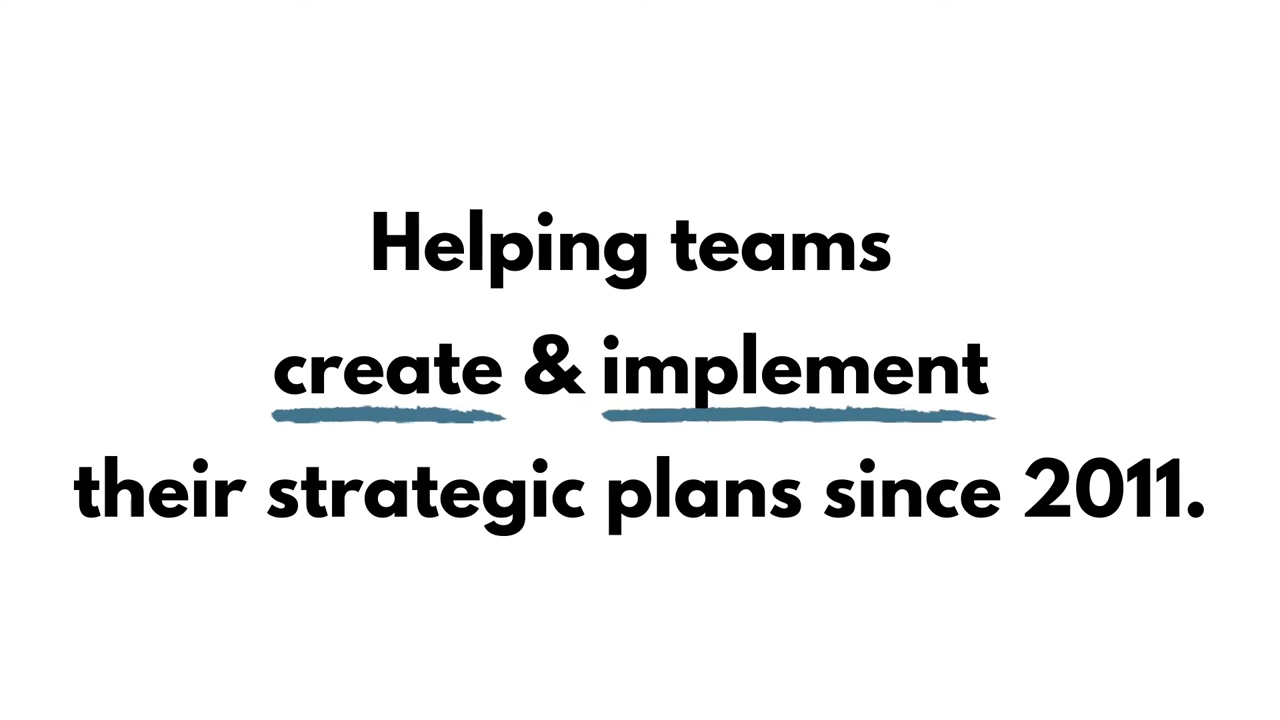 Helping teams
create & implement
their strategic plans since 2011.